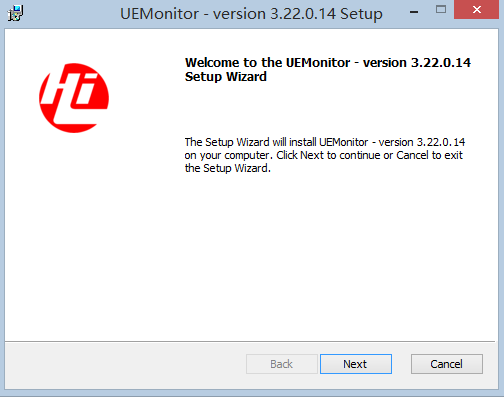 UEMonitor - version 3.22.0.14 Setup
Hi
Welcome to the UEMonitor - version 3.22.0.14
Setup Wizard
The Setup Wizard will install UEMonitor - version 3.22.0.14
on your computer. Click Next to continue or Cancel to exit
the Setup Wizard.
Back Next Cancel